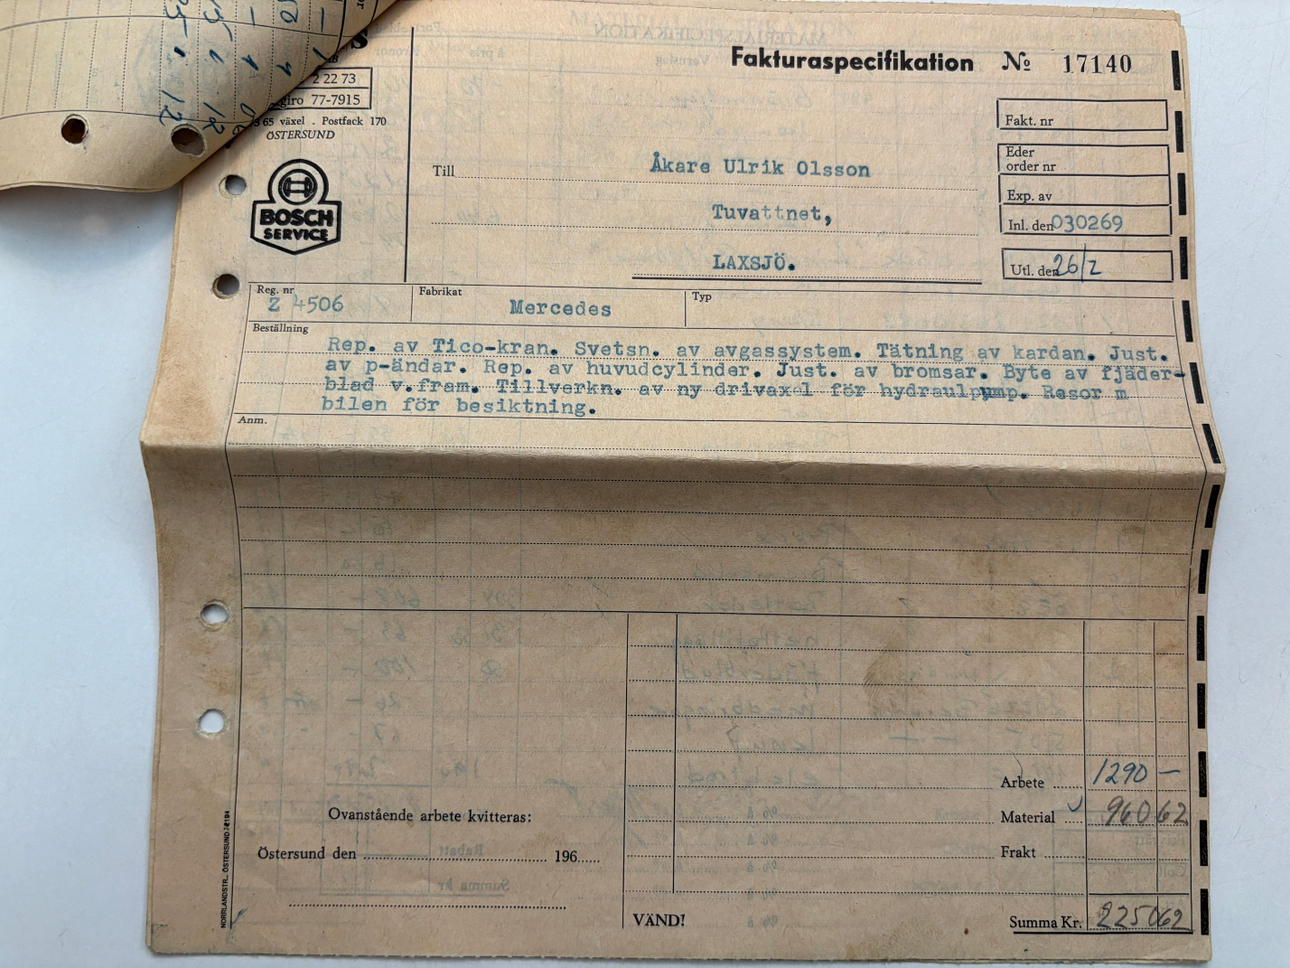 Fakturaspecifikation № 17140
2 22 73
giro 77-7915
65 växel . Postfack 170
ÖSTERSUND
BOSCH
SERVICE
Till Åkare Ulrik Olsson
Tuvattnet,
LAXSJÖ.
Fakt. nr
Eder
order nr
Exp. av
Inl. den 030269
Utl. den 26/2
Reg. nr Z 4506
Fabrikat Mercedes
Typ
Beställning
Rep. av Tico-kran. Svetsn. av avgassystem. Tätning av kardan. Just.
av p-ändar. Rep. av huvudcylinder. Just. av bromsar. Byte av fjäder-
blad v.fram. Tillverkn. av ny drivaxel för hydraulpump. Resor m
bilen för besiktning.
Anm.
Arbete 1290 —
Material 960 62
Frakt
Summa Kr. 2250 62
Ovanstående arbete kvitteras:
Östersund den 196
VÄND!
NORRLANDSTR., ÖSTERSUND